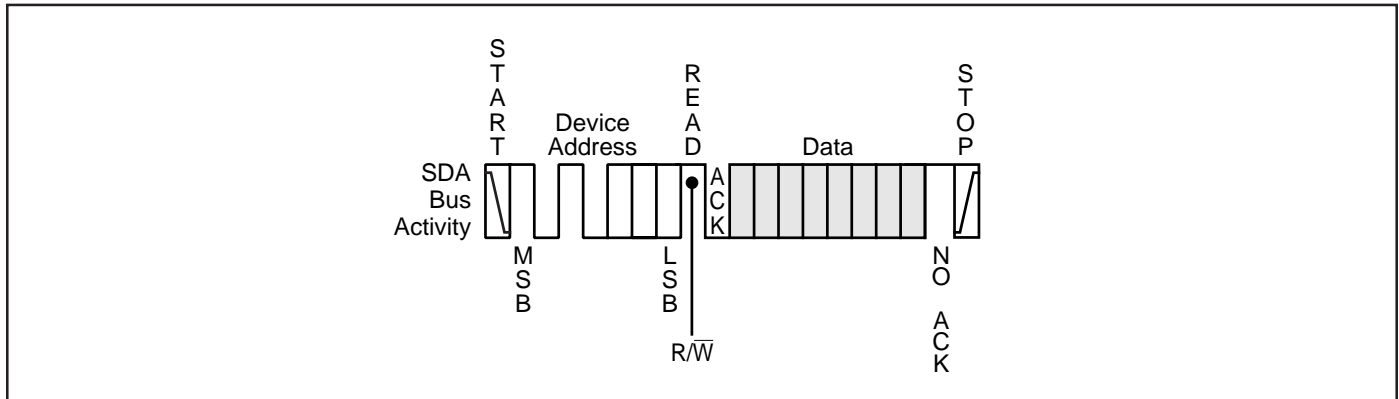 START
Device
Address
READ
Data
STOP
SDA
Bus
Activity
ACK
MSB
LSB
R/W̅
NO ACK